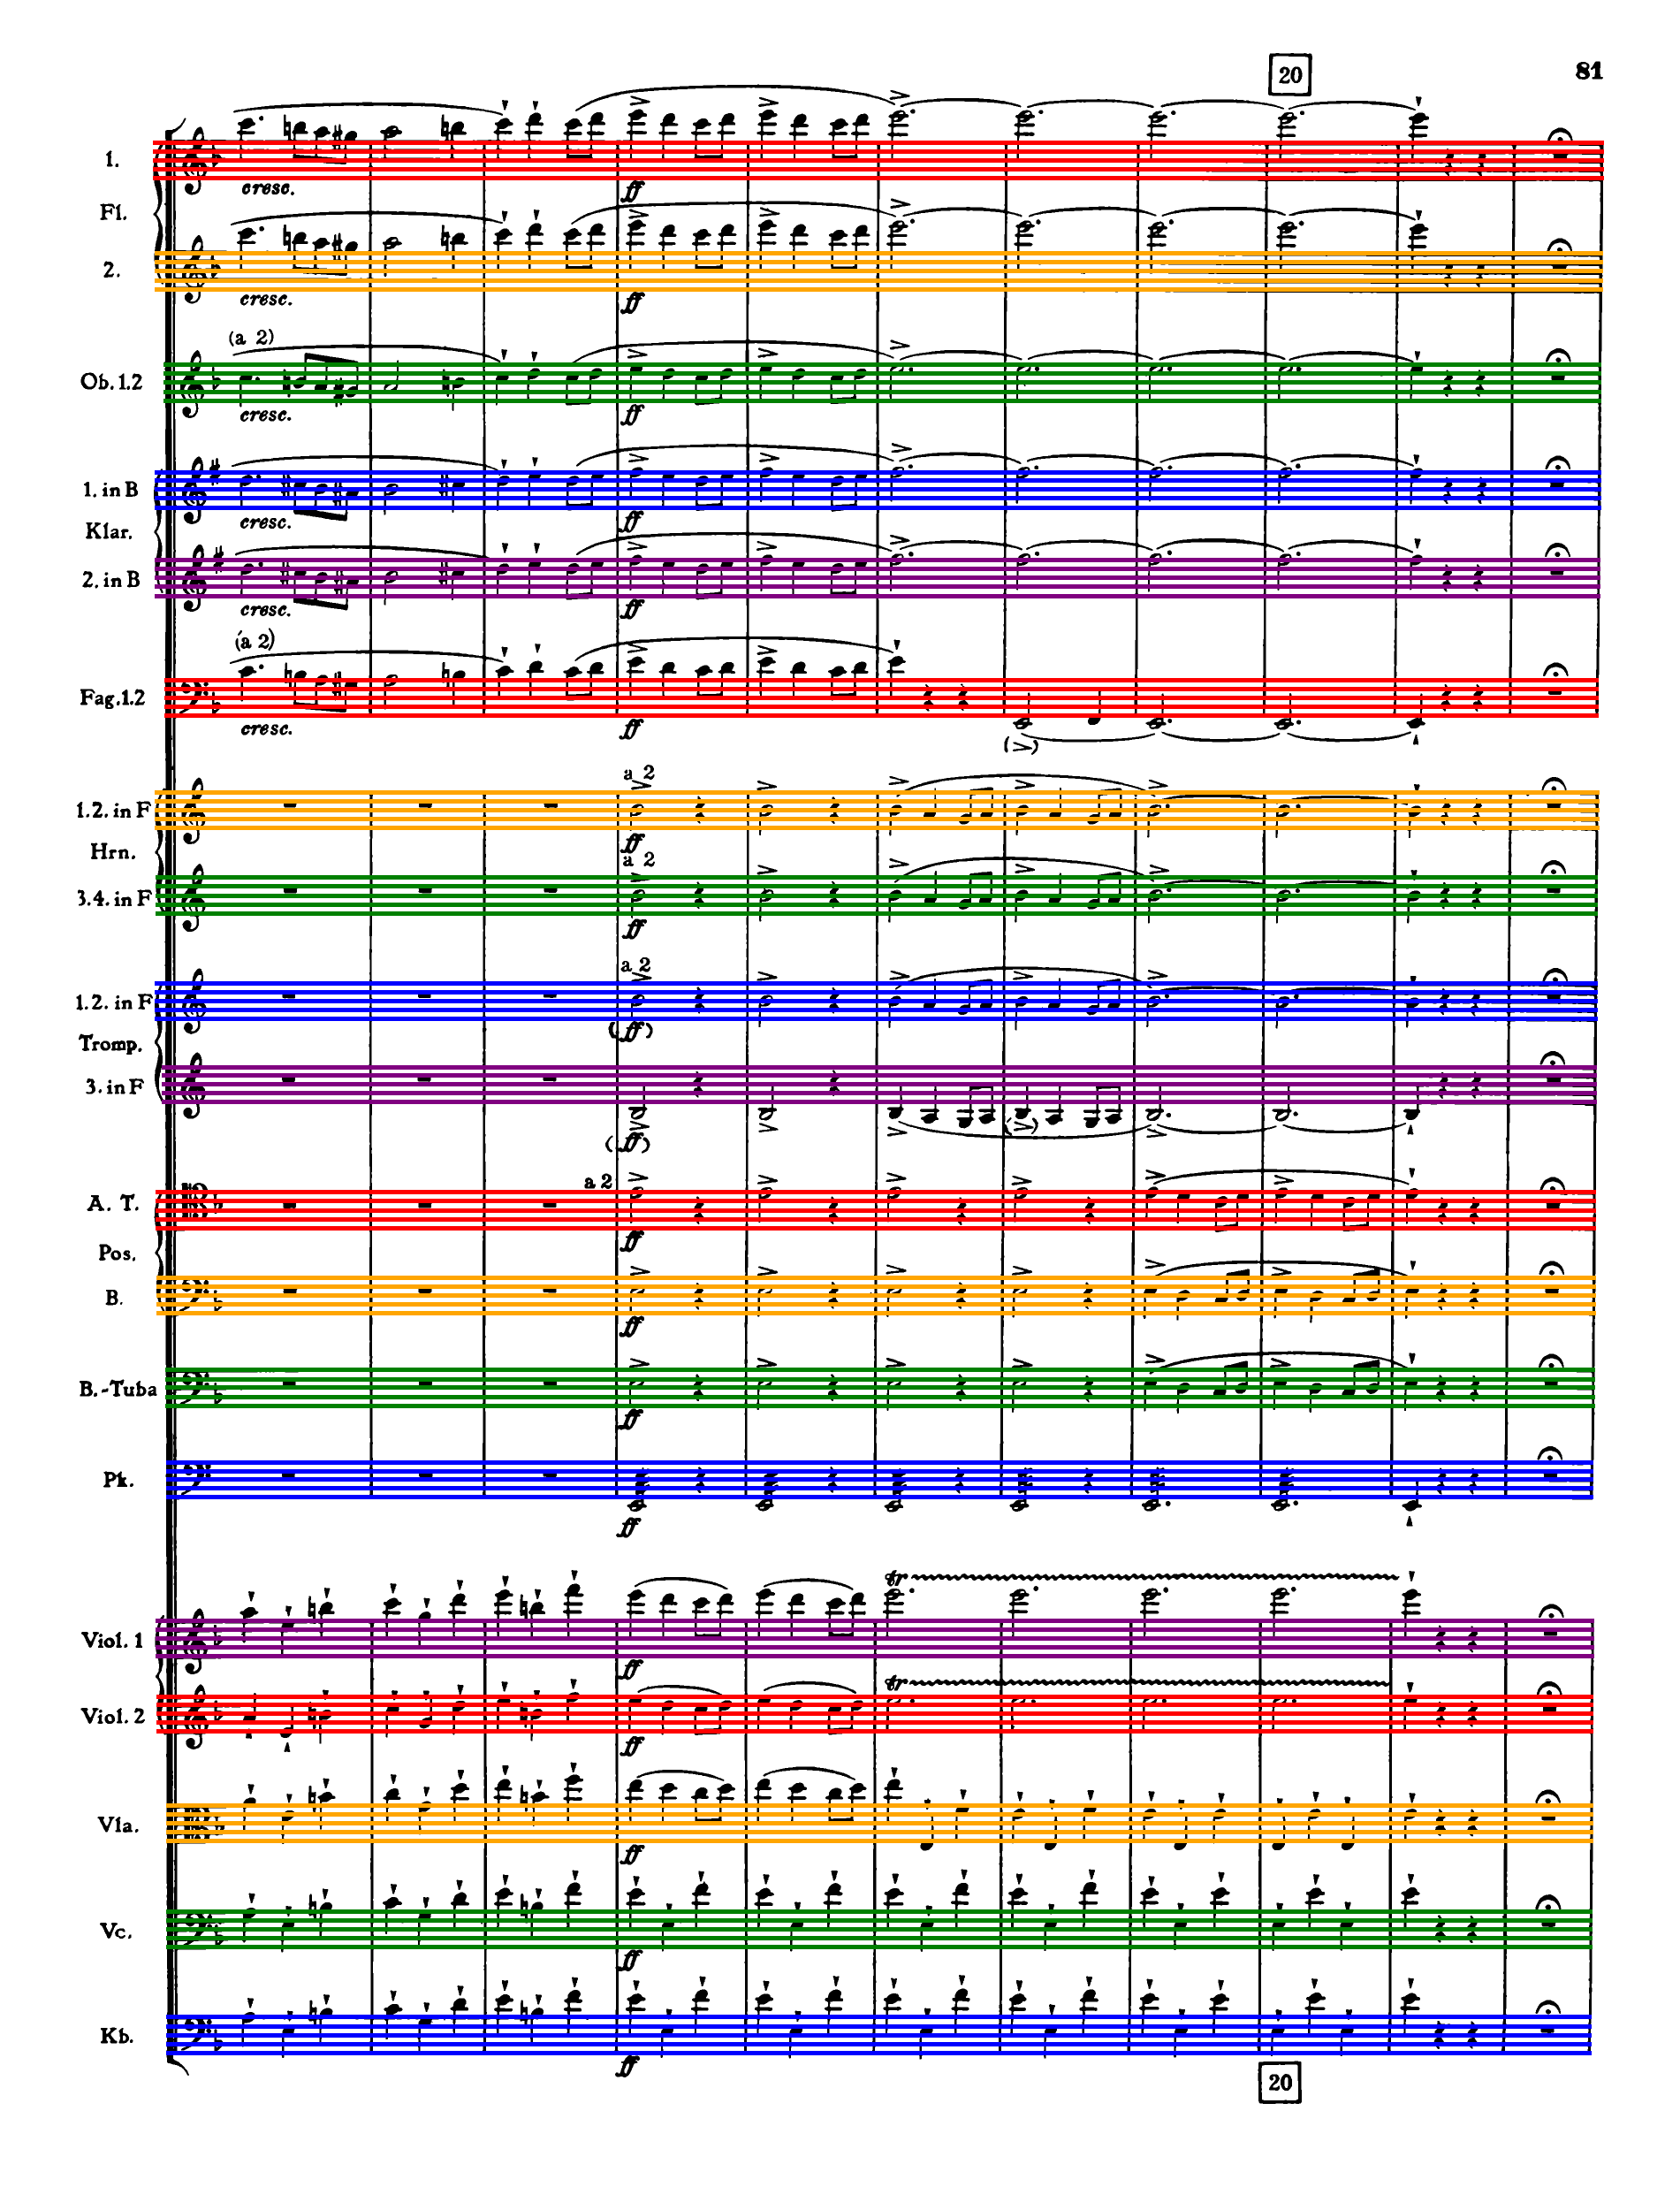 20
81
1.
cresc.
ff
Fl.
2.
cresc.
ff
(a 2)
Ob. 1.2
cresc.
ff
1. in B
cresc.
ff
Klar.
2. in B
cresc.
ff
(a 2)
Fag. 1.2
cresc.
ff
(>)
a 2
1.2. in F
ff
Hrn.
a 2
3.4. in F
ff
a 2
1.2. in F
(ff)
Tromp.
3. in F
(>)
(ff)
a 2
A. T.
ff
Pos.
B.
ff
B.-Tuba
ff
Pk.
ff
tr
Viol. 1
ff
tr
Viol. 2
ff
Vla.
ff
Vc.
ff
Kb.
ff
20